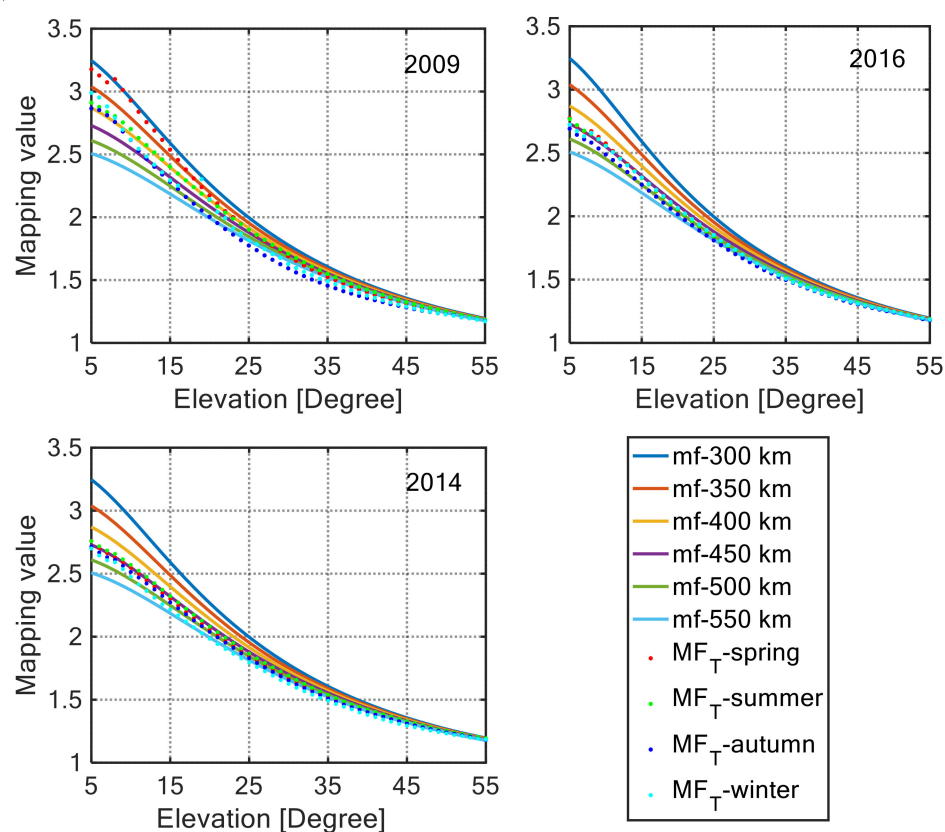 3.5
3
2.5
2
1.5
1
Mapping value
2009
5 15 25 35 45 55
Elevation [Degree]
3.5
3
2.5
2
1.5
1
2016
5 15 25 35 45 55
Elevation [Degree]
3.5
3
2.5
2
1.5
1
Mapping value
2014
5 15 25 35 45 55
Elevation [Degree]
mf-300 km
mf-350 km
mf-400 km
mf-450 km
mf-500 km
mf-550 km
MF_T-spring
MF_T-summer
MF_T-autumn
MF_T-winter